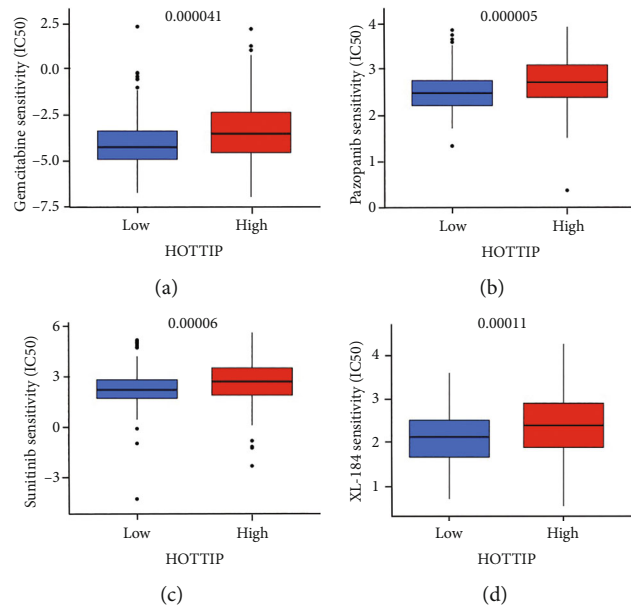 0.000041
Gemcitabine sensitivity (IC50)
2.5
0.0
−2.5
−5.0
−7.5
Low
High
HOTTIP
(a)
0.000005
Pazopanib sensitivity (IC50)
4
3
2
1
0
Low
High
HOTTIP
(b)
0.00006
Sunitinib sensitivity (IC50)
6
3
0
−3
Low
High
HOTTIP
(c)
0.00011
XL-184 sensitivity (IC50)
4
3
2
1
Low
High
HOTTIP
(d)